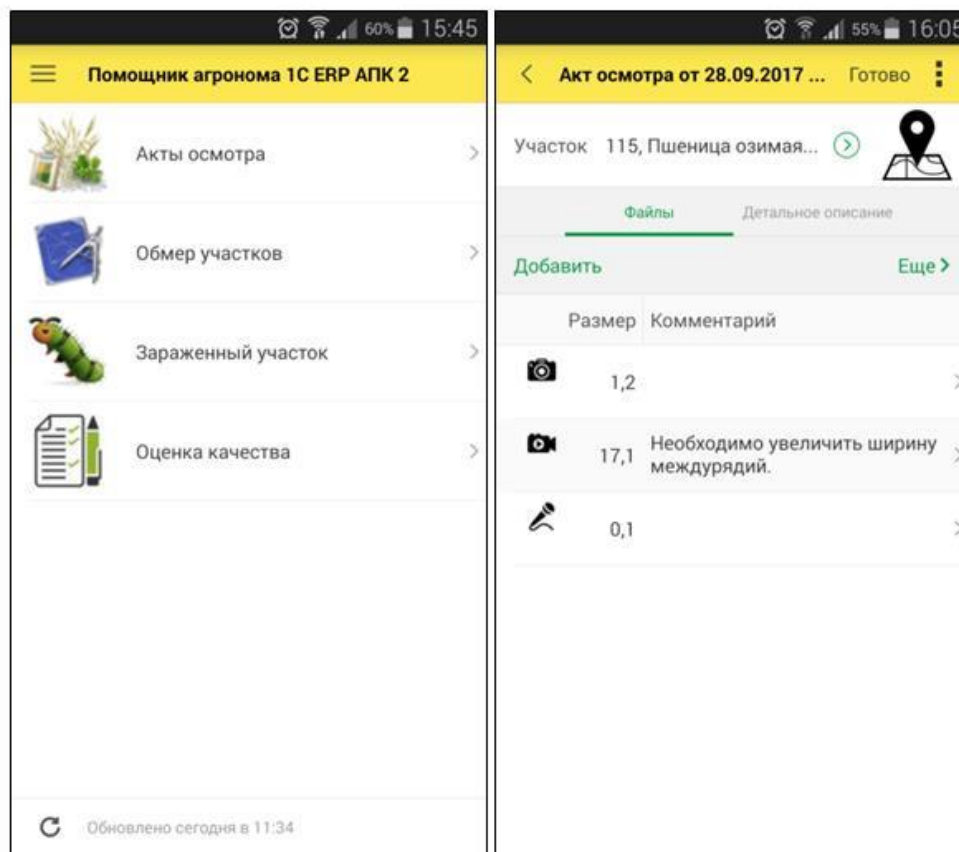 60% 15:45
Помощник агронома 1С ERP АПК 2
Акты осмотра
Обмер участков
Зараженный участок
Оценка качества
Обновлено сегодня в 11:34
55% 16:05
Акт осмотра от 28.09.2017 ... Готово
Участок 115, Пшеница озимая...
Файлы Детальное описание
Добавить Еще
Размер Комментарий
1,2
17,1 Необходимо увеличить ширину
междурядий.
0,1